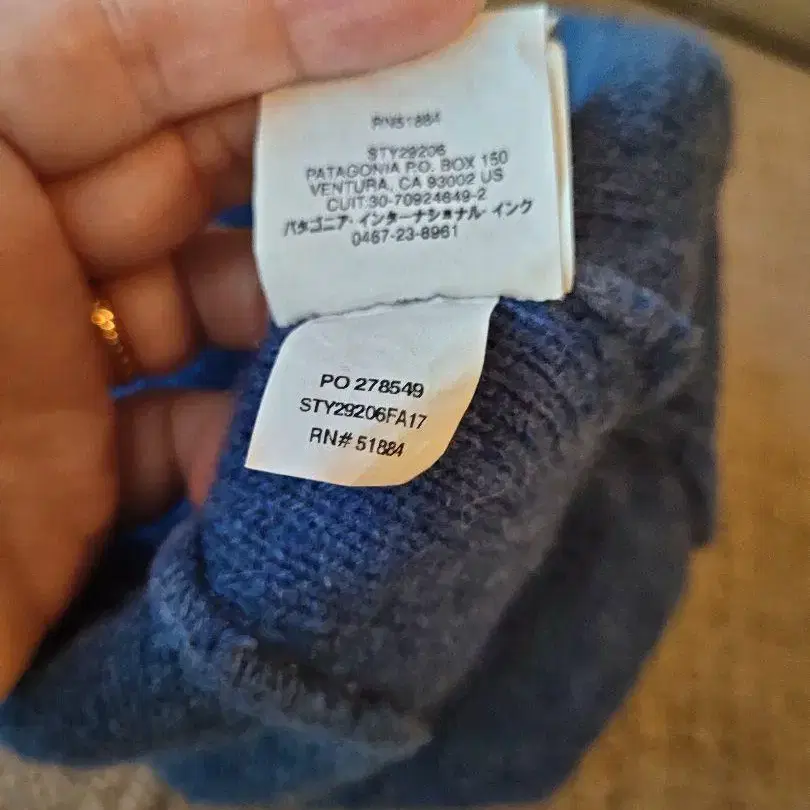 RN51884
STY29206
PATAGONIA P.O. BOX 150
VENTURA, CA 93002 US
CUIT:30-70924649-2
パタゴニア・インターナショナル・インク
0467-23-8961
PO 278549
STY29206FA17
RN# 51884